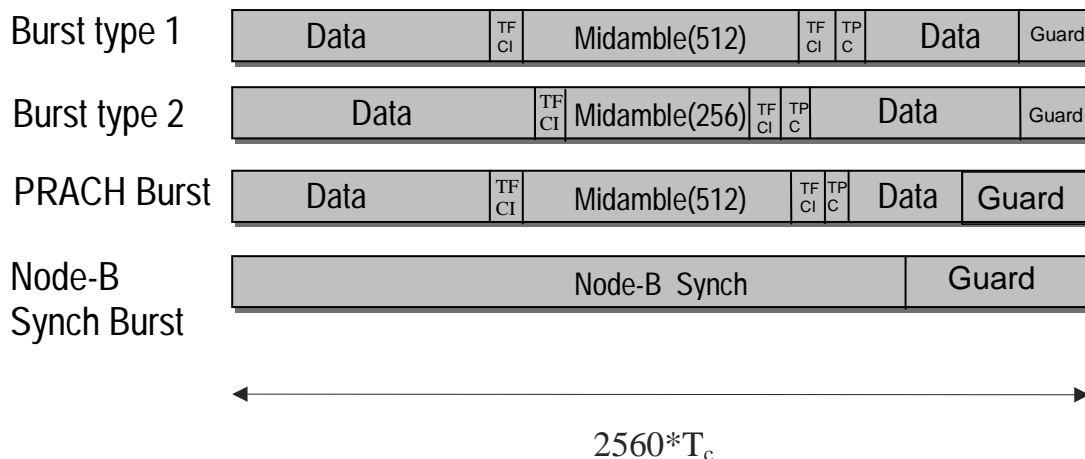 Burst type 1 Data TF CI Midamble(512) TF CI TP C Data Guard
Burst type 2 Data TF CI Midamble(256) TF CI TP C Data Guard
PRACH Burst Data TF CI Midamble(512) TF CI TP C Data Guard
Node-B Synch Burst Node-B Synch Guard
2560*Tc